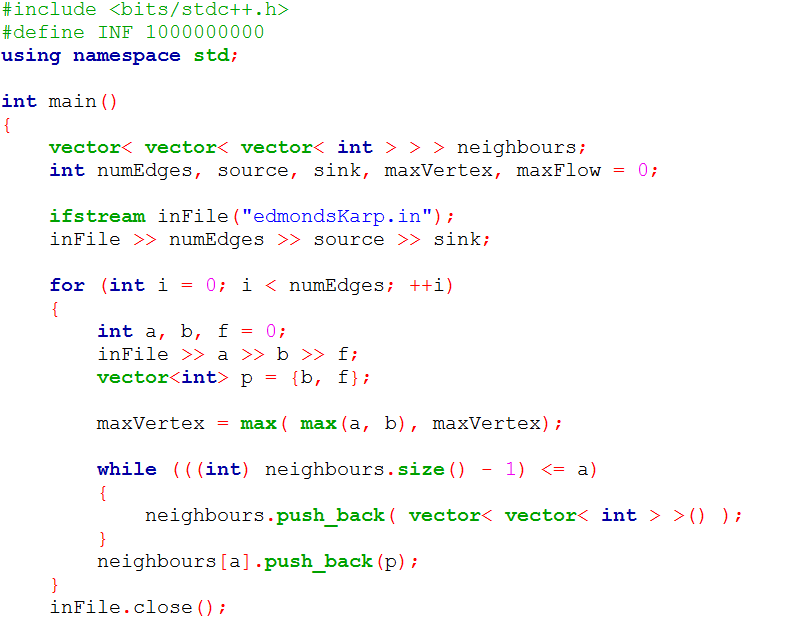 #include <bits/stdc++.h>
#define INF 1000000000
using namespace std;

int main()
{
    vector< vector< vector< int > > > neighbours;
    int numEdges, source, sink, maxVertex, maxFlow = 0;

    ifstream inFile("edmondsKarp.in");
    inFile >> numEdges >> source >> sink;

    for (int i = 0; i < numEdges; ++i)
    {
        int a, b, f = 0;
        inFile >> a >> b >> f;
        vector<int> p = {b, f};

        maxVertex = max( max(a, b), maxVertex);

        while (((int) neighbours.size() - 1) <= a)
        {
            neighbours.push_back( vector< vector< int > >() );
        }
        neighbours[a].push_back(p);
    }
    inFile.close();